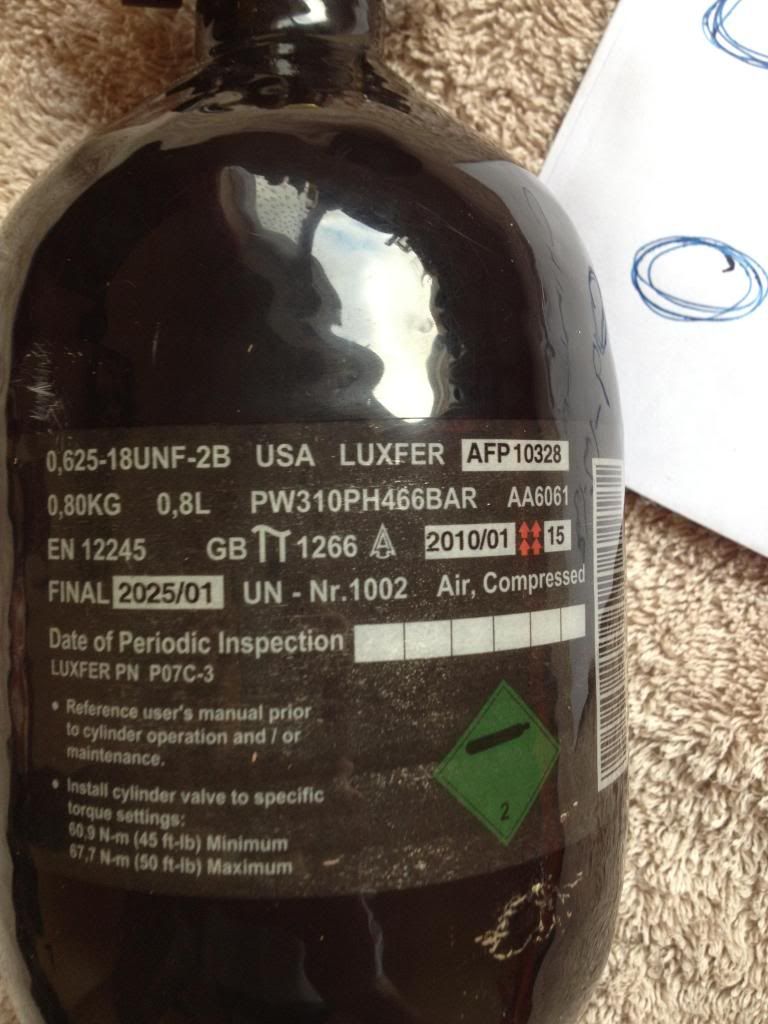 0,625-18UNF-2B USA LUXFER AFP10328
0,80KG 0,8L PW310PH466BAR AA6061
EN 12245 GB 1266 2010/01 15
FINAL 2025/01 UN - Nr.1002 Air, Compressed
Date of Periodic Inspection
LUXFER PN P07C-3
• Reference user's manual prior
to cylinder operation and / or
maintenance.
• Install cylinder valve to specific
torque settings:
60,9 N-m (45 ft-lb) Minimum
67,7 N-m (50 ft-lb) Maximum
2